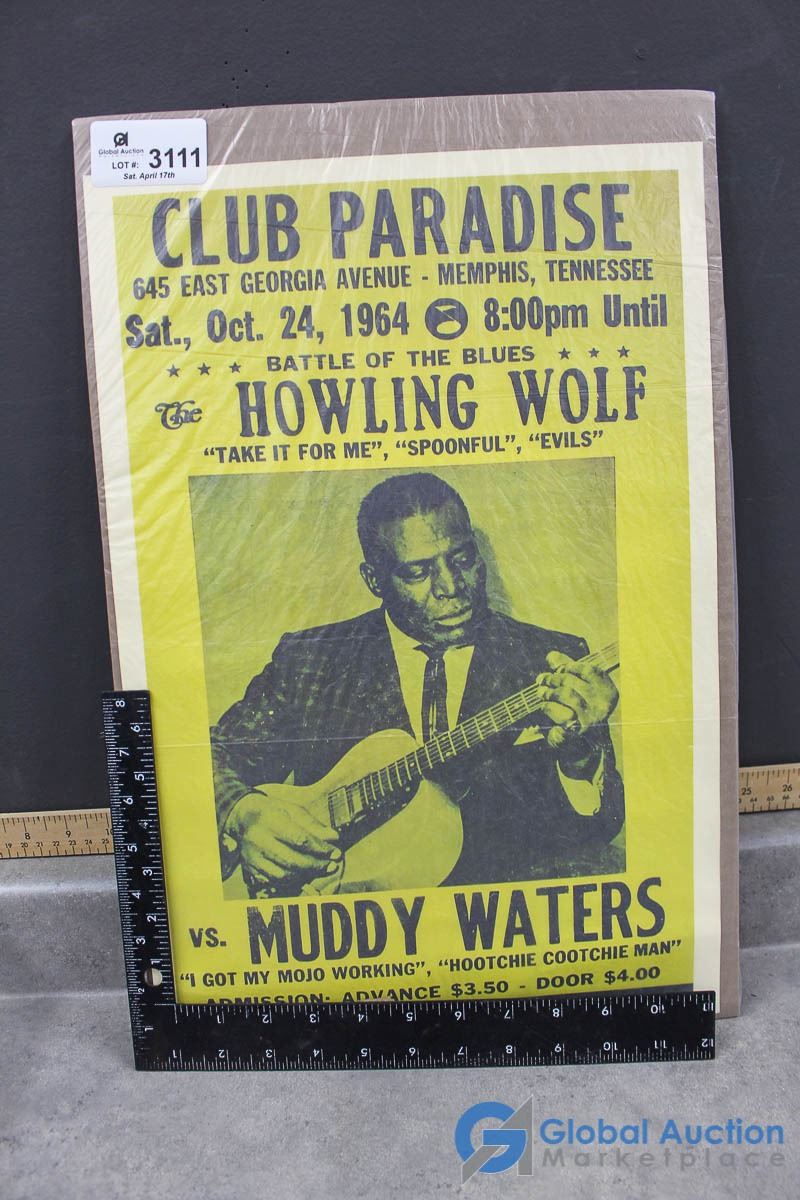 Global Auction
LOT #: 3111
Sat. April 17th
CLUB PARADISE
645 EAST GEORGIA AVENUE - MEMPHIS, TENNESSEE
Sat., Oct. 24, 1964 8:00pm Until
★ ★ ★ BATTLE OF THE BLUES ★ ★ ★
The HOWLING WOLF
"TAKE IT FOR ME", "SPOONFUL", "EVILS"
VS. MUDDY WATERS
"I GOT MY MOJO WORKING", "HOOTCHIE COOTCHIE MAN"
ADMISSION: ADVANCE $3.50 - DOOR $4.00
Global Auction
Marketplace